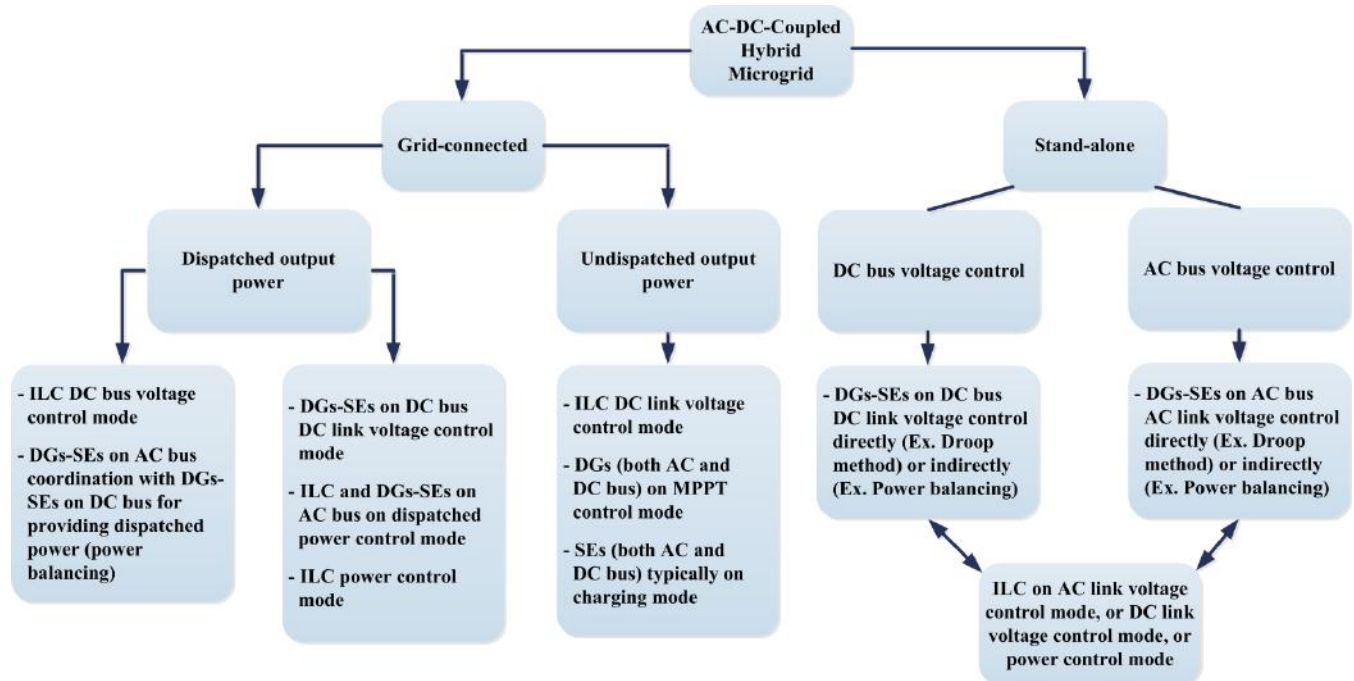 AC-DC-Coupled
Hybrid
Microgrid
Grid-connected
Stand-alone
Dispatched output
power
Undispatched output
power
DC bus voltage control
AC bus voltage control
- ILC DC bus voltage
control mode
- DGs-SEs on AC bus
coordination with DGs-
SEs on DC bus for
providing dispatched
power (power
balancing)
- DGs-SEs on DC bus
DC link voltage control
mode
- ILC and DGs-SEs on
AC bus on dispatched
power control mode
- ILC power control
mode
- ILC DC link voltage
control mode
- DGs (both AC and
DC bus) on MPPT
control mode
- SEs (both AC and
DC bus) typically on
charging mode
- DGs-SEs on DC bus
DC link voltage control
directly (Ex. Droop
method) or indirectly
(Ex. Power balancing)
- DGs-SEs on AC bus
AC link voltage control
directly (Ex. Droop
method) or indirectly
(Ex. Power balancing)
ILC on AC link voltage
control mode, or DC link
voltage control mode, or
power control mode